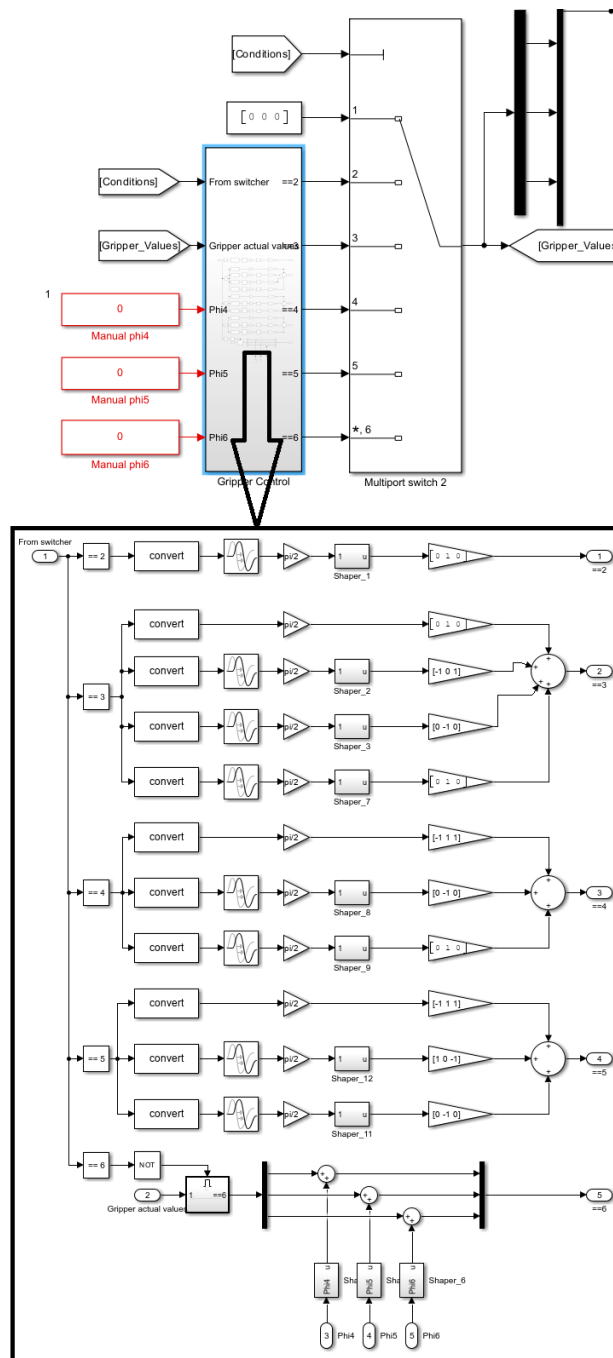 [Conditions]
[ 0 0 0 ]
1
[Conditions]
From switcher
==2
2
[Gripper_Values]
Gripper actual values
==3
3
[Gripper_Values]
1
0
Manual phi4
Phi4
==4
4
0
Manual phi5
Phi5
==5
5
0
Manual phi6
Phi6
==6
*, 6
Gripper Control
Multiport switch 2
From switcher
1
== 2
convert
pi/2
1 u
Shaper_1
[ 0 1 0 ]
1
==2
convert
pi/2
[ 0 1 0 ]
convert
pi/2
1 u
Shaper_2
[-1 0 1]
== 3
2
==3
convert
pi/2
1 u
Shaper_3
[0 -1 0]
convert
pi/2
1 u
Shaper_7
[ 0 1 0 ]
convert
pi/2
[-1 1 1]
== 4
convert
pi/2
1 u
Shaper_8
[0 -1 0]
3
==4
convert
pi/2
1 u
Shaper_9
[ 0 1 0 ]
convert
pi/2
[-1 1 1]
== 5
convert
pi/2
1 u
Shaper_12
[1 0 -1]
4
==5
convert
pi/2
1 u
Shaper_11
[0 -1 0]
== 6
NOT
2
Gripper actual values
1 ==6
5
==6
Phi4 u
Phi5 u
Phi6 u
Shaper_6
3 Phi4
4 Phi5
5 Phi6